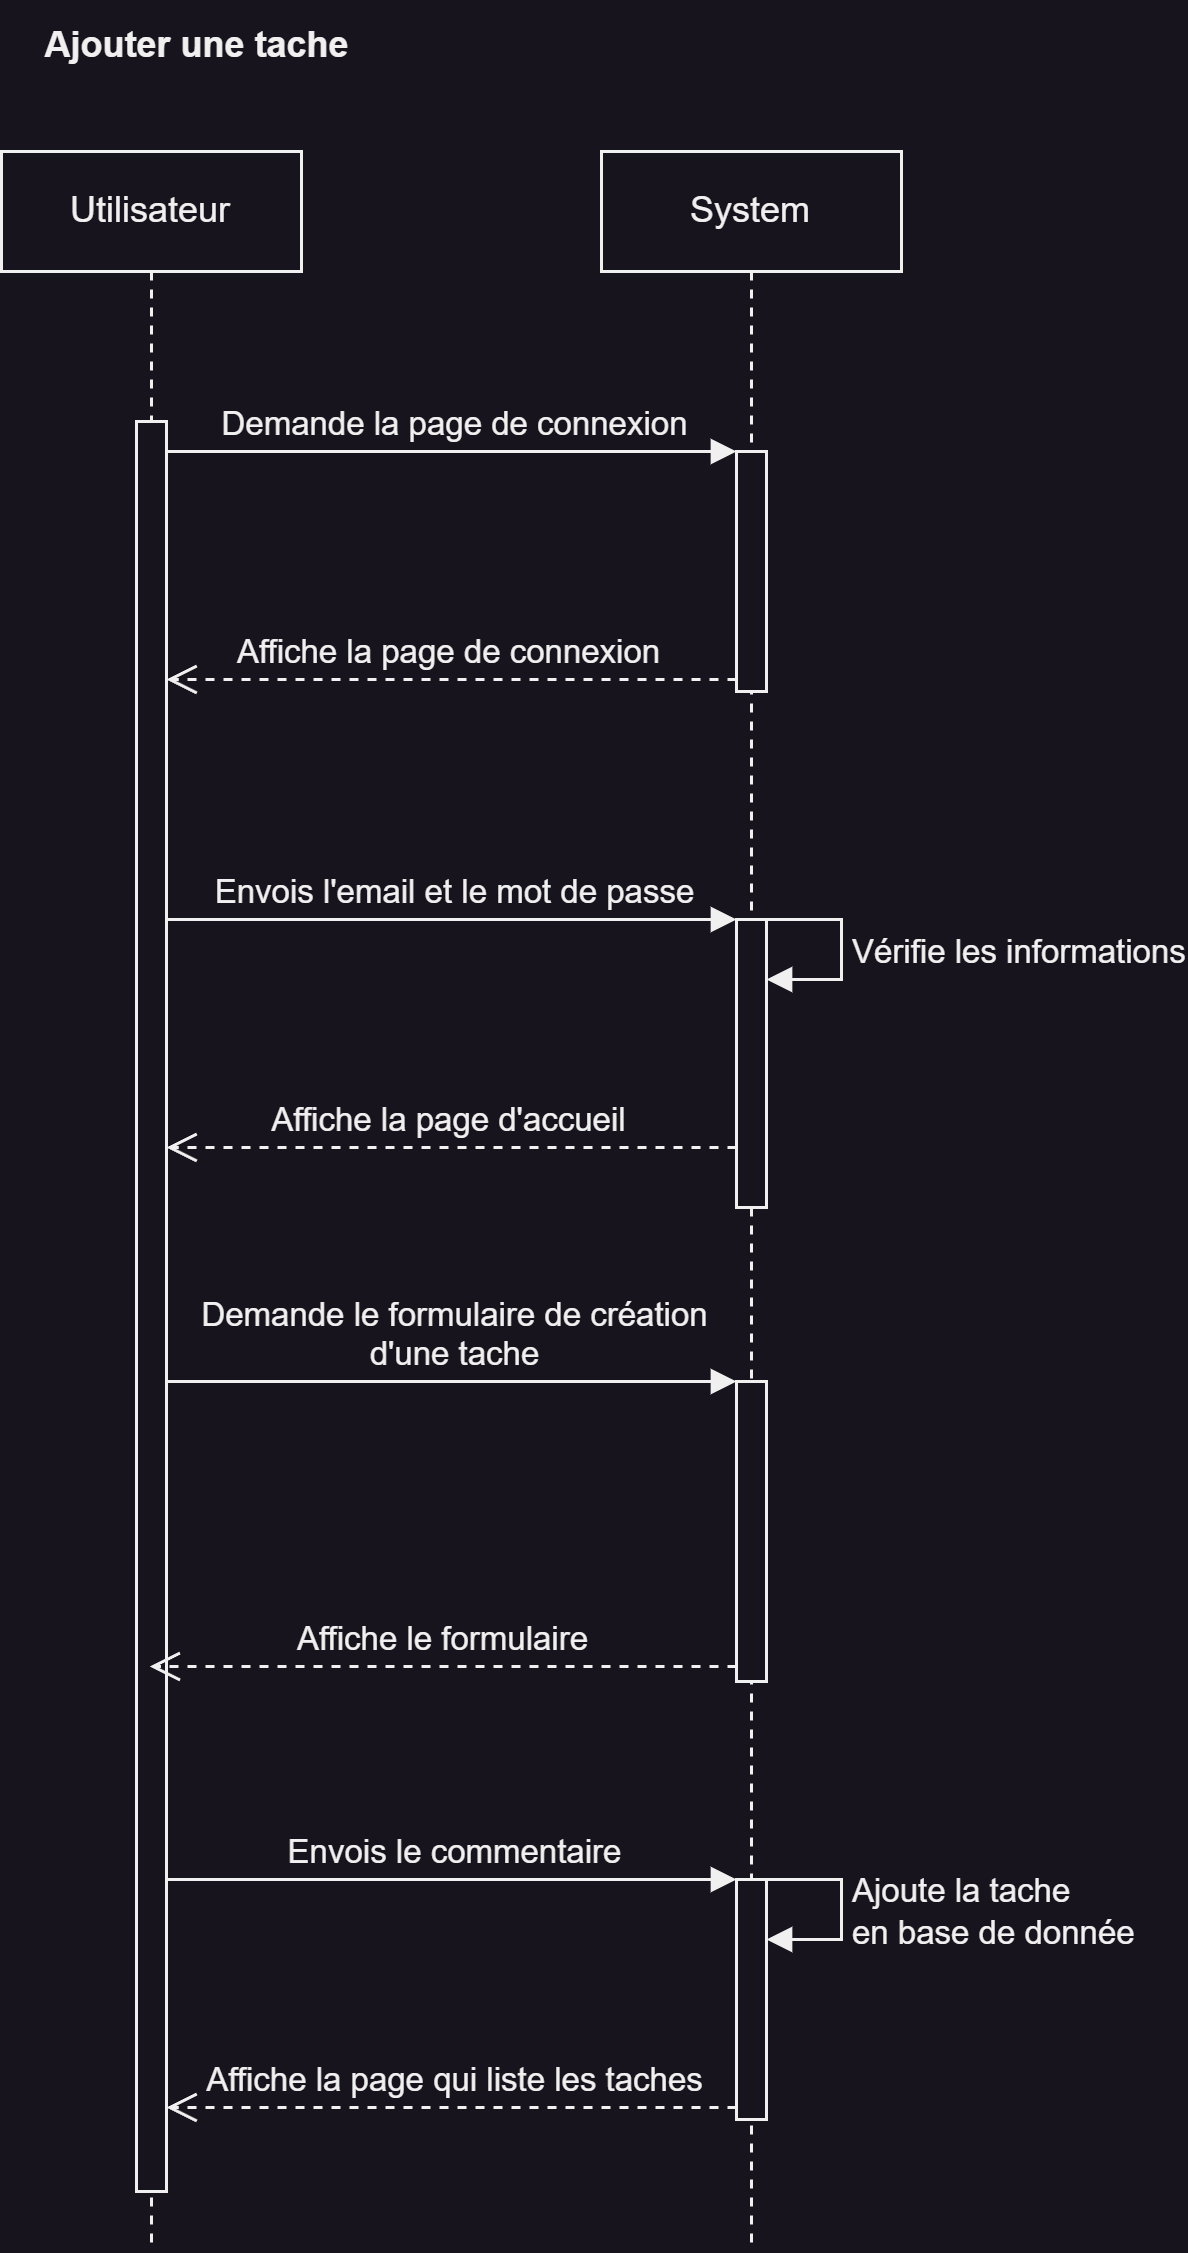 Ajouter une tache
Utilisateur
System
Demande la page de connexion
Affiche la page de connexion
Envois l'email et le mot de passe
Vérifie les informations
Affiche la page d'accueil
Demande le formulaire de création
d'une tache
Affiche le formulaire
Envois le commentaire
Ajoute la tache
en base de donnée
Affiche la page qui liste les taches